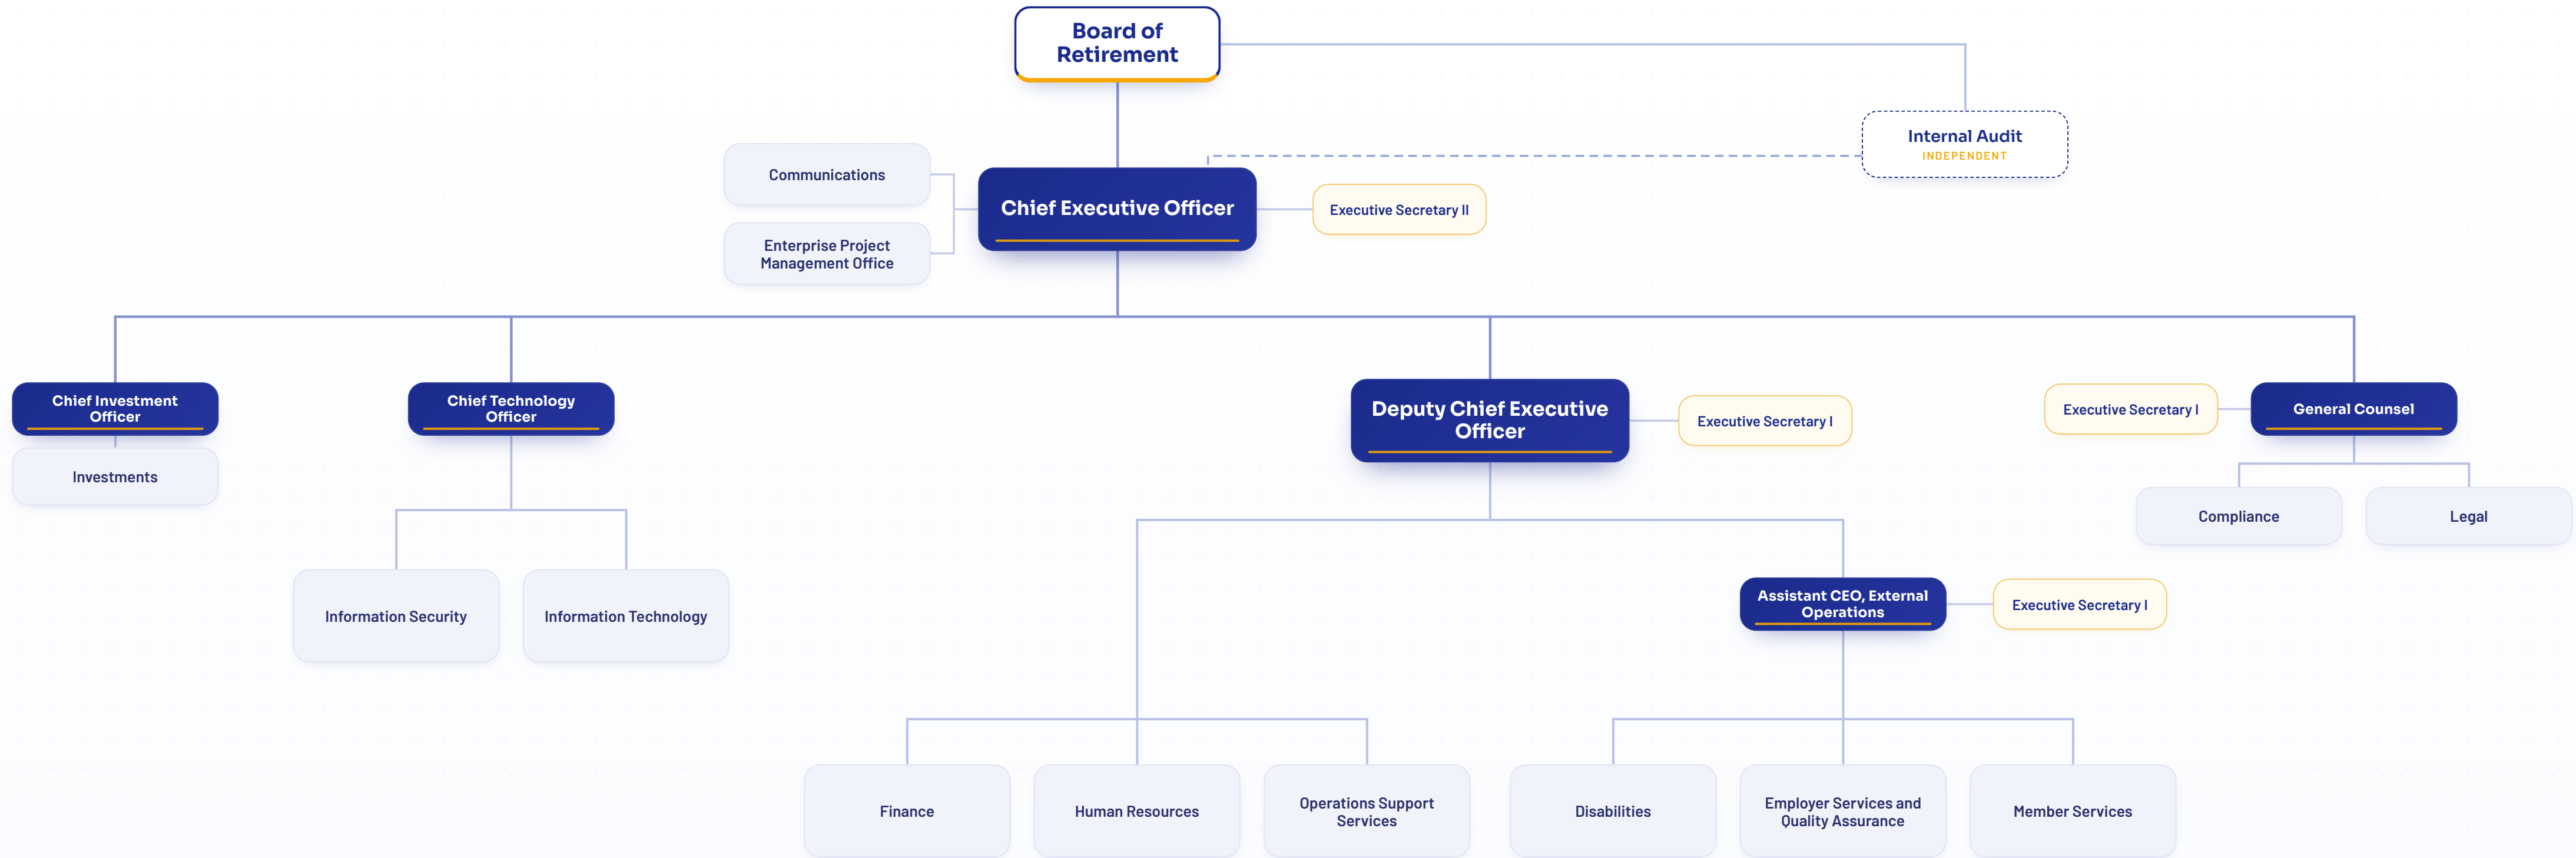 Board of
Retirement
Internal Audit
INDEPENDENT
Communications
Chief Executive Officer
Executive Secretary II
Enterprise Project
Management Office
Chief Investment
Officer
Chief Technology
Officer
Deputy Chief Executive
Officer
Executive Secretary I
Executive Secretary I
General Counsel
Investments
Compliance
Legal
Information Security
Information Technology
Assistant CEO, External
Operations
Executive Secretary I
Finance
Human Resources
Operations Support
Services
Disabilities
Employer Services and
Quality Assurance
Member Services